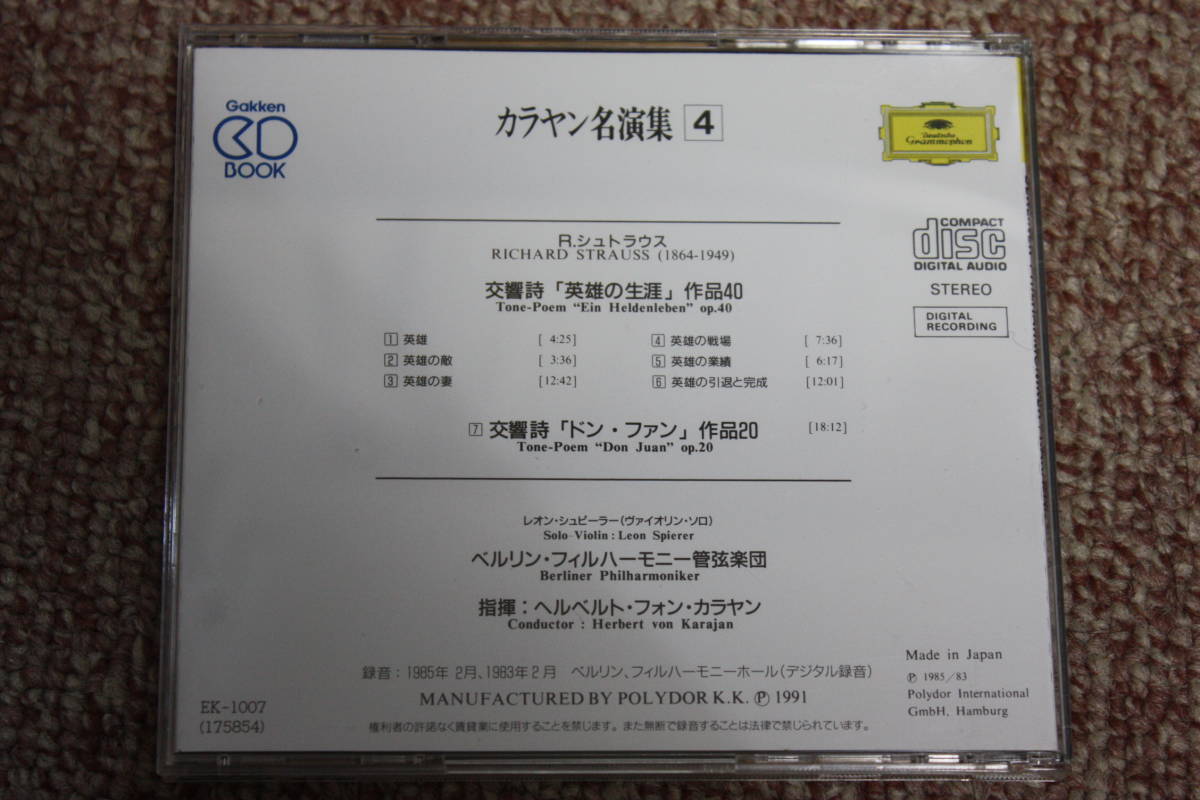 Gakken
CD
BOOK
カラヤン名演集 4
Deutsche
Grammophon
COMPACT
disc
DIGITAL AUDIO
STEREO
DIGITAL
RECORDING
R.シュトラウス
RICHARD STRAUSS (1864-1949)
交響詩「英雄の生涯」作品40
Tone-Poem “Ein Heldenleben” op.40
1 英雄 [ 4:25]
2 英雄の敵 [ 3:36]
3 英雄の妻 [12:42]
4 英雄の戦場 [ 7:36]
5 英雄の業績 [ 6:17]
6 英雄の引退と完成 [12:01]
7 交響詩「ドン・ファン」作品20 [18:12]
Tone-Poem “Don Juan” op.20
レオン・シュピーラー(ヴァイオリン・ソロ)
Solo-Violin : Leon Spierer
ベルリン・フィルハーモニー管弦楽団
Berliner Philharmoniker
指揮：ヘルベルト・フォン・カラヤン
Conductor : Herbert von Karajan
録音：1985年 2月、1983年 2月 ベルリン、フィルハーモニーホール(デジタル録音)
MANUFACTURED BY POLYDOR K.K. Ⓟ 1991
権利者の許諾なく賃貸業に使用することを禁じます。また無断で録音することは法律で禁じられています。
EK-1007
(175854)
Made in Japan
Ⓟ 1985/83
Polydor International
GmbH, Hamburg